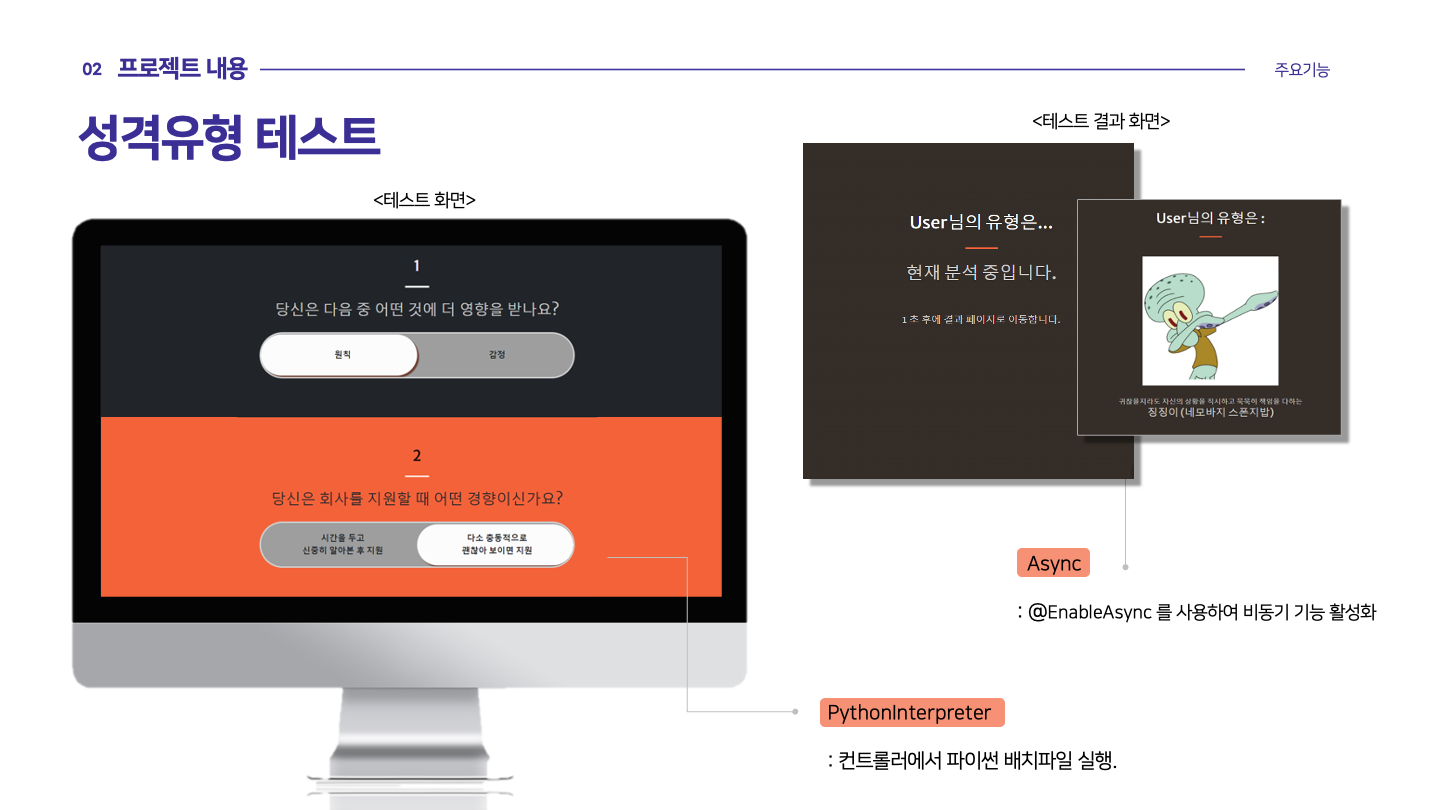 02 프로젝트 내용
주요기능
성격유형 테스트
<테스트 화면>
1
당신은 다음 중 어떤 것에 더 영향을 받나요?
원칙 감정
2
당신은 회사를 지원할 때 어떤 경향이신가요?
시간을 두고
신중히 알아본 후 지원
다소 충동적으로
괜찮아 보이면 지원
<테스트 결과 화면>
User님의 유형은...
현재 분석 중입니다.
1초 후에 결과 페이지로 이동합니다.
User님의 유형은 :
귀찮을지라도 자신의 상황을 직시하고 묵묵히 책임을 다하는
징징이(네모바지 스폰지밥)
Async
: @EnableAsync 를 사용하여 비동기 기능 활성화
PythonInterpreter
: 컨트롤러에서 파이썬 배치파일 실행.